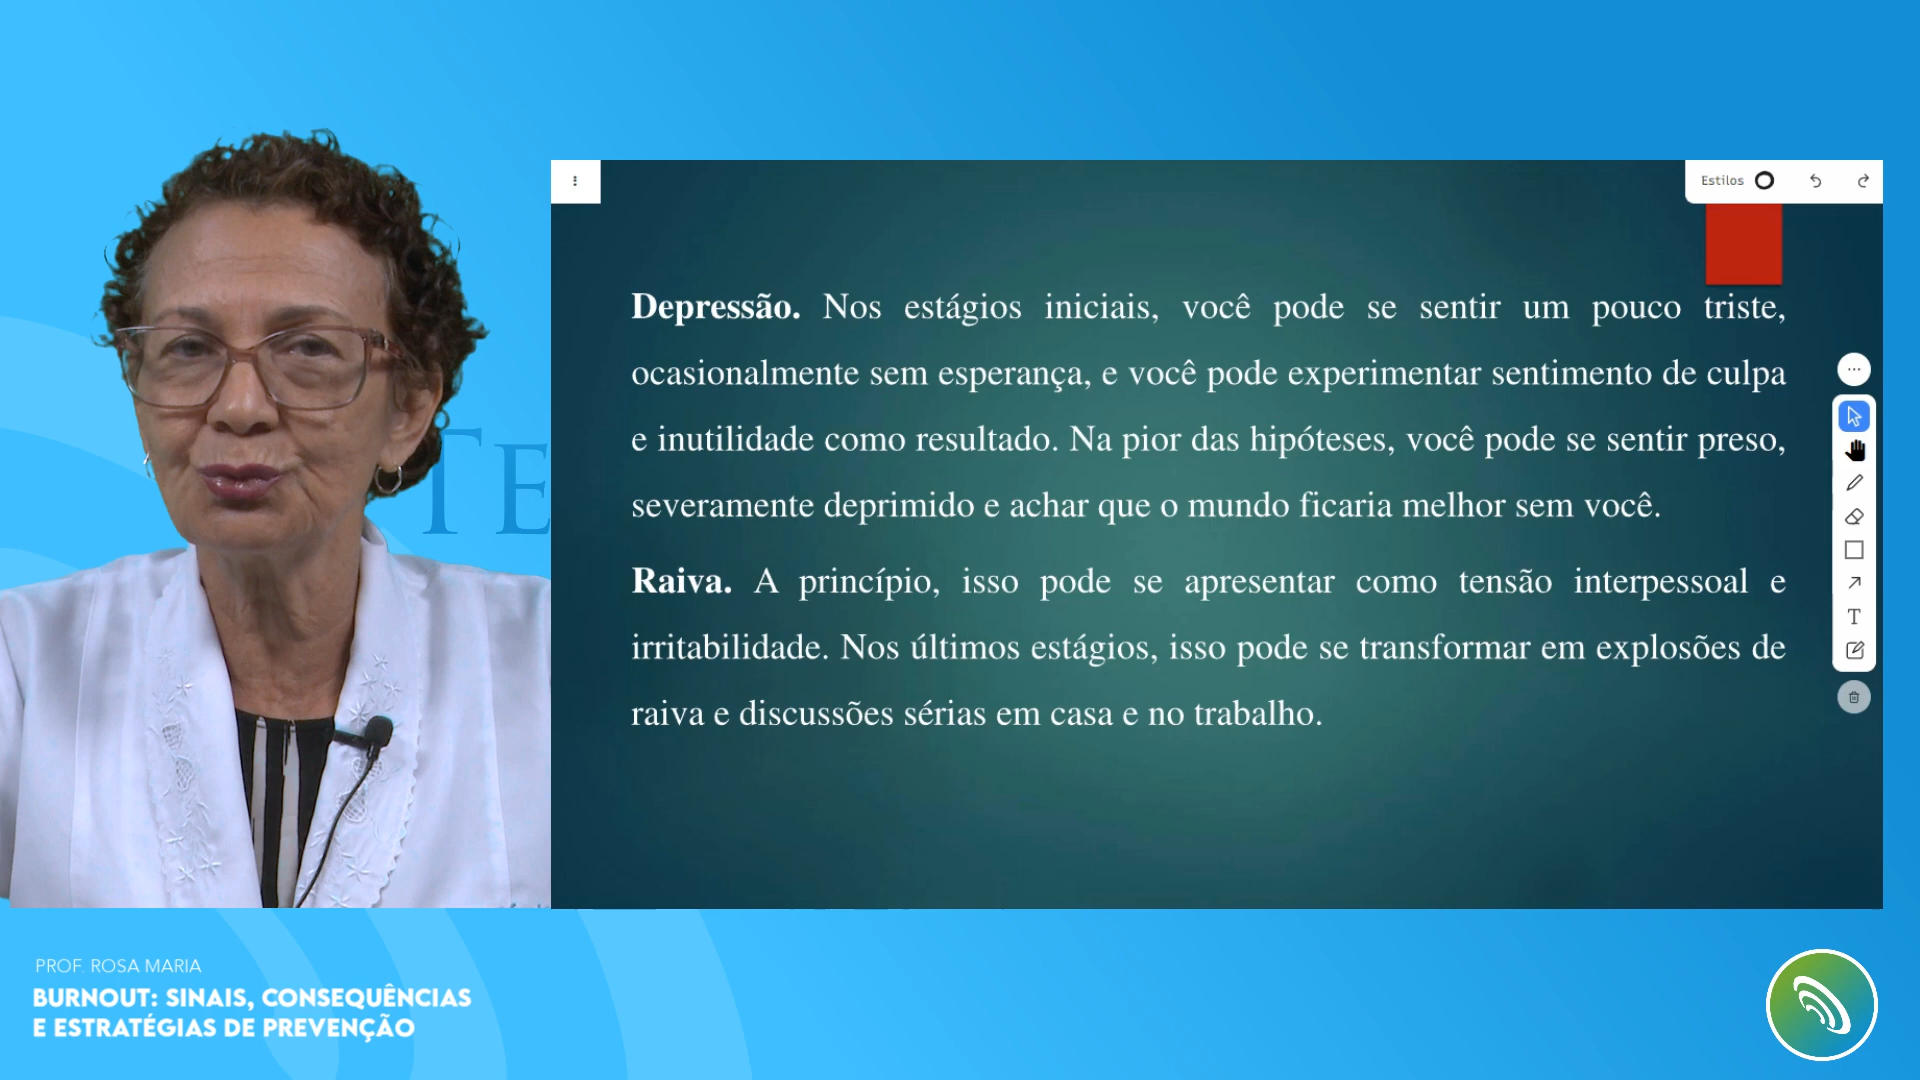 Estilos
Depressão. Nos estágios iniciais, você pode se sentir um pouco triste,
ocasionalmente sem esperança, e você pode experimentar sentimento de culpa
e inutilidade como resultado. Na pior das hipóteses, você pode se sentir preso,
severamente deprimido e achar que o mundo ficaria melhor sem você.
Raiva. A princípio, isso pode se apresentar como tensão interpessoal e
irritabilidade. Nos últimos estágios, isso pode se transformar em explosões de
raiva e discussões sérias em casa e no trabalho.
TE
T
PROF. ROSA MARIA
BURNOUT: SINAIS, CONSEQUÊNCIAS
E ESTRATÉGIAS DE PREVENÇÃO